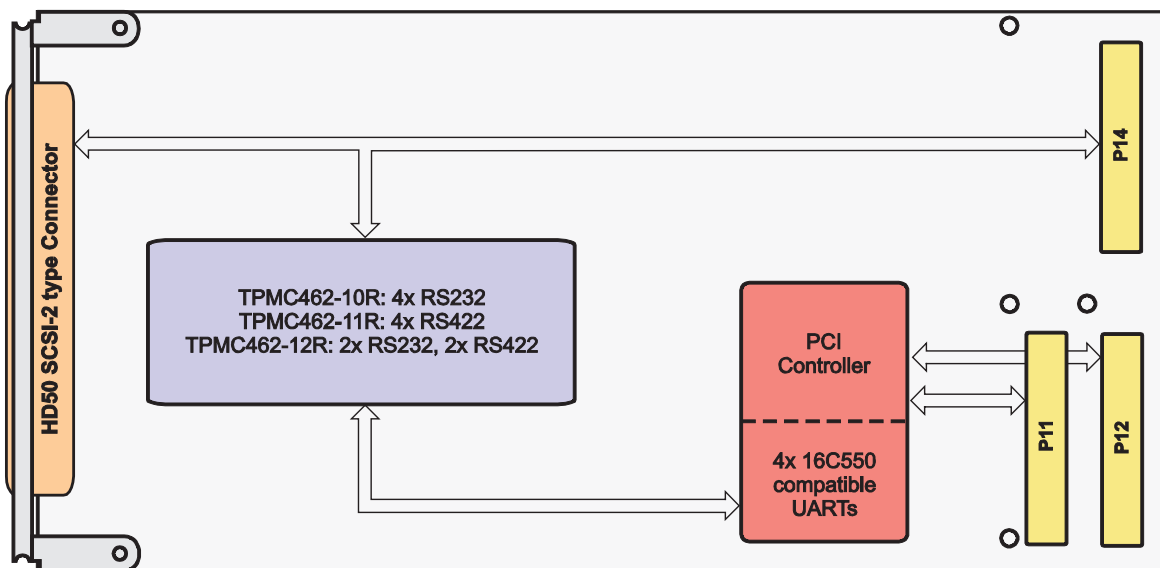 HD50 SCSI-2 type Connector
P14
TPMC462-10R: 4x RS232
TPMC462-11R: 4x RS422
TPMC462-12R: 2x RS232, 2x RS422
PCI
Controller
4x 16C550
compatible
UARTs
P11
P12